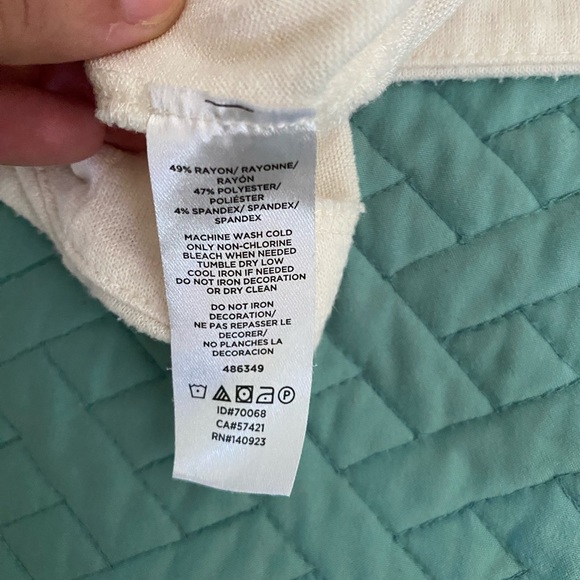 49% RAYON/ RAYONNE/
RAYÓN
47% POLYESTER/
POLIÉSTER
4% SPANDEX/ SPANDEX/
SPANDEX
MACHINE WASH COLD
ONLY NON-CHLORINE
BLEACH WHEN NEEDED
TUMBLE DRY LOW
COOL IRON IF NEEDED
DO NOT IRON DECORATION
OR DRY CLEAN
DO NOT IRON
DECORATION/
NE PAS REPASSER LE
DECORER/
NO PLANCHES LA
DECORACION
486349
P
ID#70068
CA#57421
RN#140923